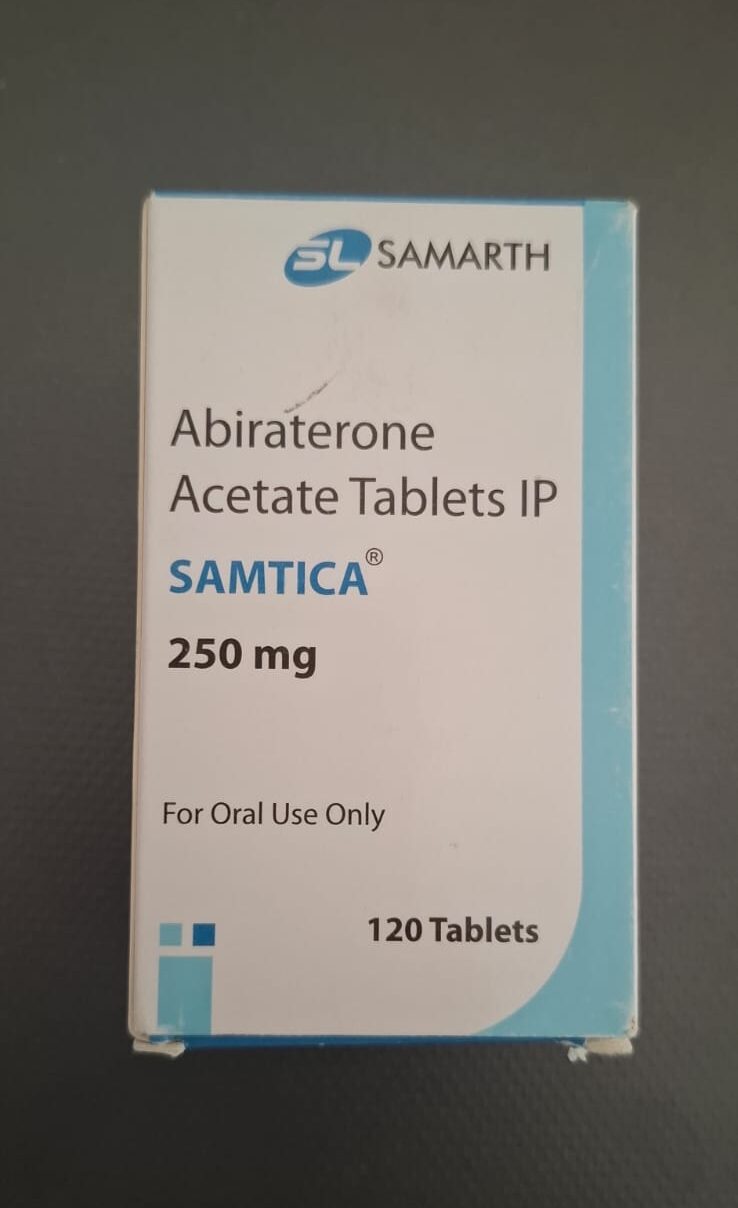 SL SAMARTH
Abiraterone
Acetate Tablets IP
SAMTICA®
250 mg
For Oral Use Only
120 Tablets